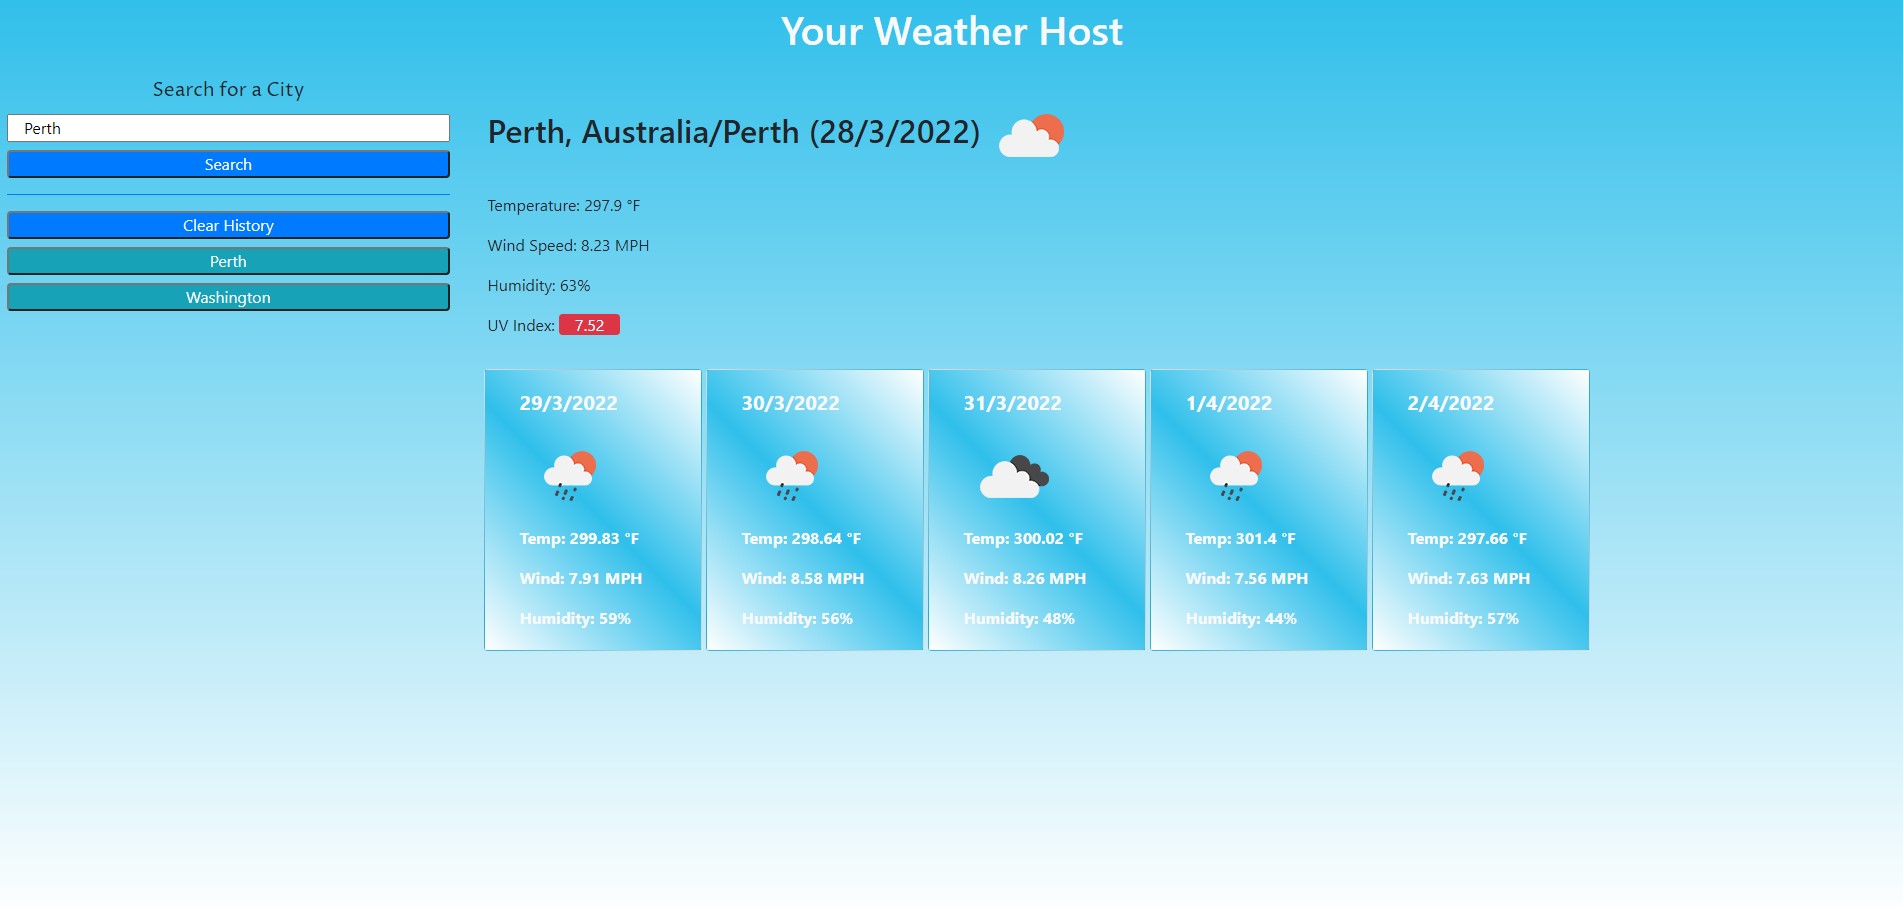 Your Weather Host
Search for a City
Perth
Search
Clear History
Perth
Washington
Perth, Australia/Perth (28/3/2022)
Temperature: 297.9 °F
Wind Speed: 8.23 MPH
Humidity: 63%
UV Index: 7.52
29/3/2022
Temp: 299.83 °F
Wind: 7.91 MPH
Humidity: 59%
30/3/2022
Temp: 298.64 °F
Wind: 8.58 MPH
Humidity: 56%
31/3/2022
Temp: 300.02 °F
Wind: 8.26 MPH
Humidity: 48%
1/4/2022
Temp: 301.4 °F
Wind: 7.56 MPH
Humidity: 44%
2/4/2022
Temp: 297.66 °F
Wind: 7.63 MPH
Humidity: 57%